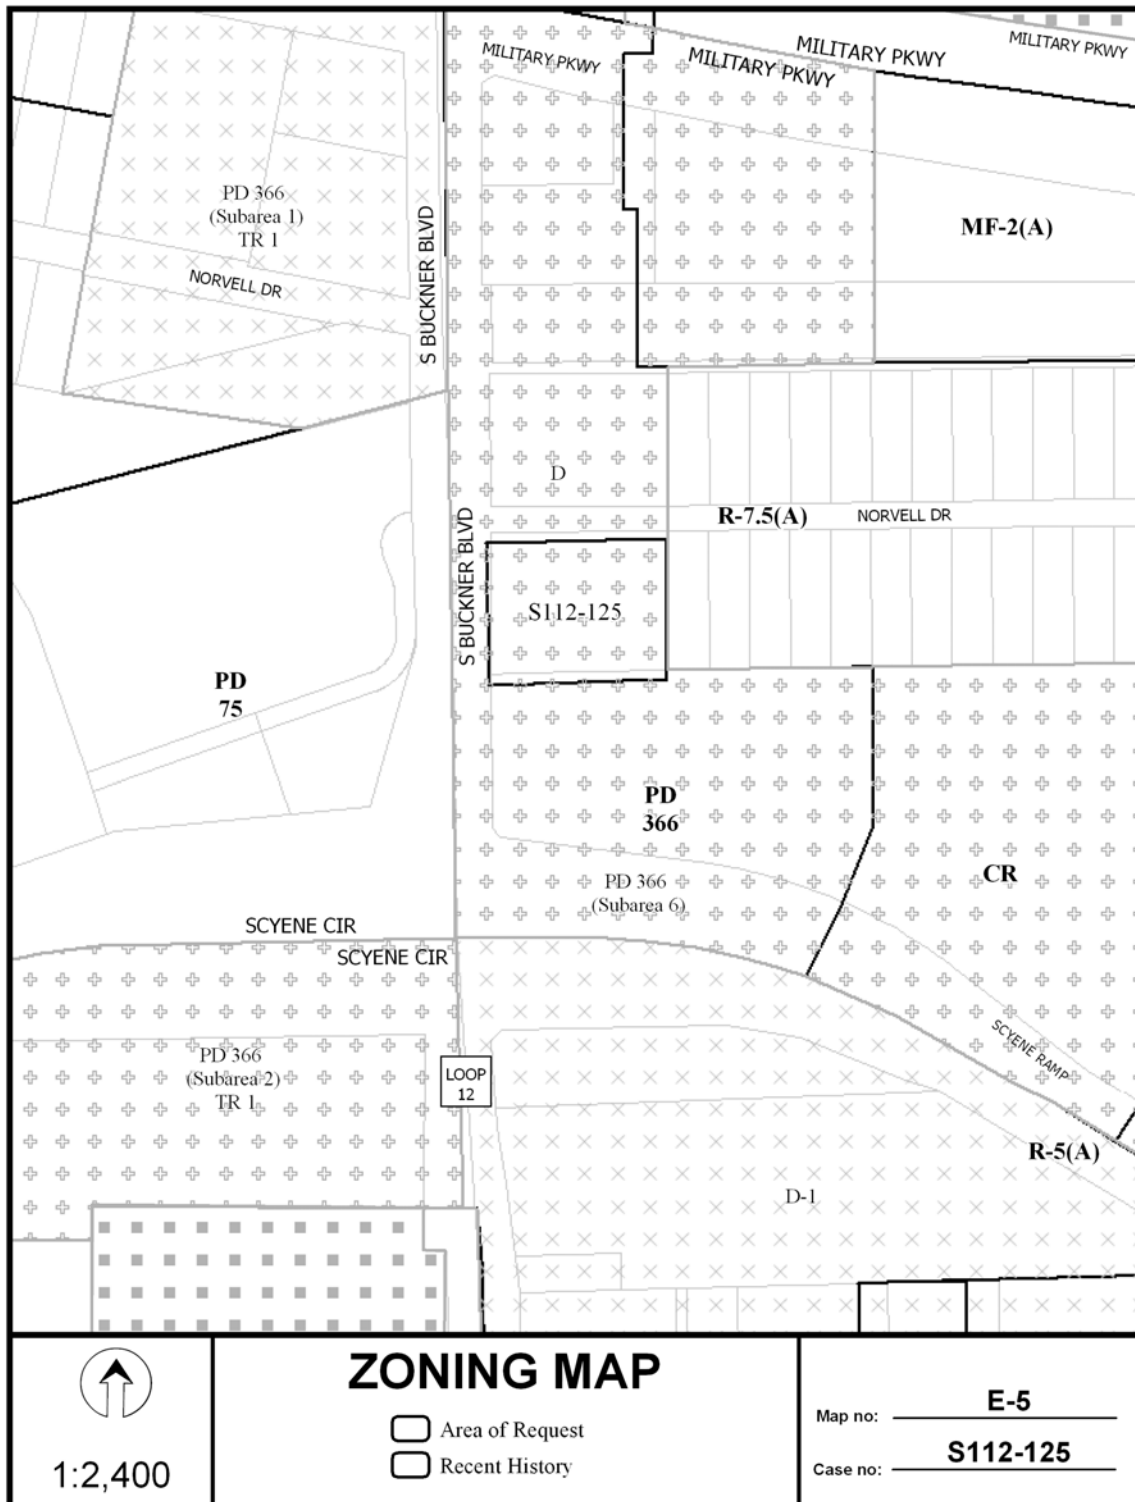 MILITARY PKWY
MILITARY PKWY
MILITARY PKWY
MILITARY PKWY
PD 366
(Subarea 1)
TR 1
MF-2(A)
NORVELL DR
S BUCKNER BLVD
D
R-7.5(A)
NORVELL DR
S BUCKNER BLVD
S112-125
PD
75
PD
366
CR
PD 366
(Subarea 6)
SCYENE CIR
SCYENE CIR
SCYENE RAMP
PD 366
(Subarea 2)
TR 1
LOOP
12
R-5(A)
D-1
1:2,400
ZONING MAP
Area of Request
Recent History
Map no: E-5
Case no: S112-125